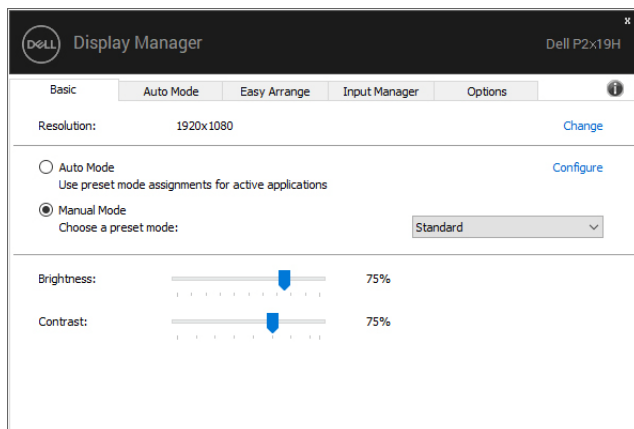 x
DELL Display Manager Dell P2x19H
Basic Auto Mode Easy Arrange Input Manager Options i
Resolution: 1920x1080 Change
Auto Mode Configure
Use preset mode assignments for active applications
Manual Mode
Choose a preset mode: Standard
Brightness: 75%
Contrast: 75%